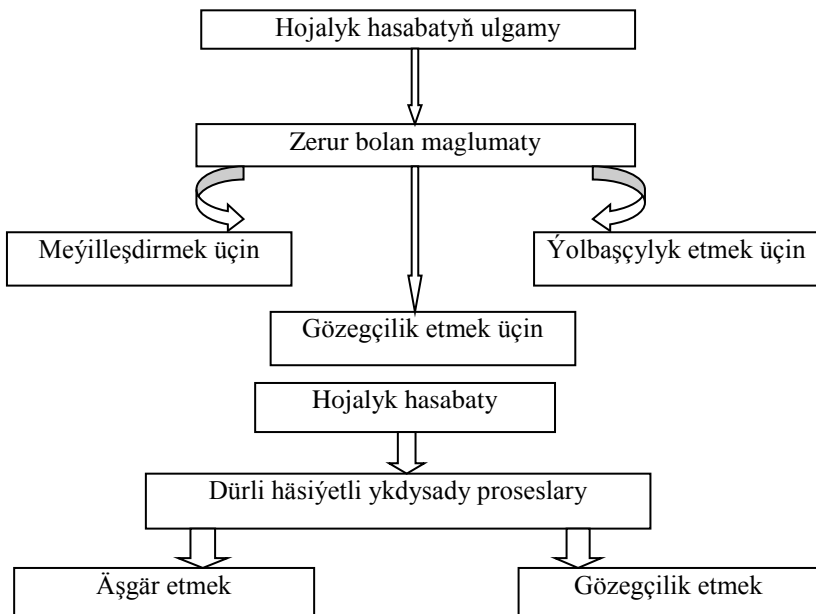 Hojalyk hasabatyň ulgamy
Zerur bolan maglumaty
Meýilleşdirmek üçin
Ýolbaşçylyk etmek üçin
Gözegçilik etmek üçin
Hojalyk hasabaty
Dürli häsiýetli ykdysady proseslary
Äşgär etmek
Gözegçilik etmek